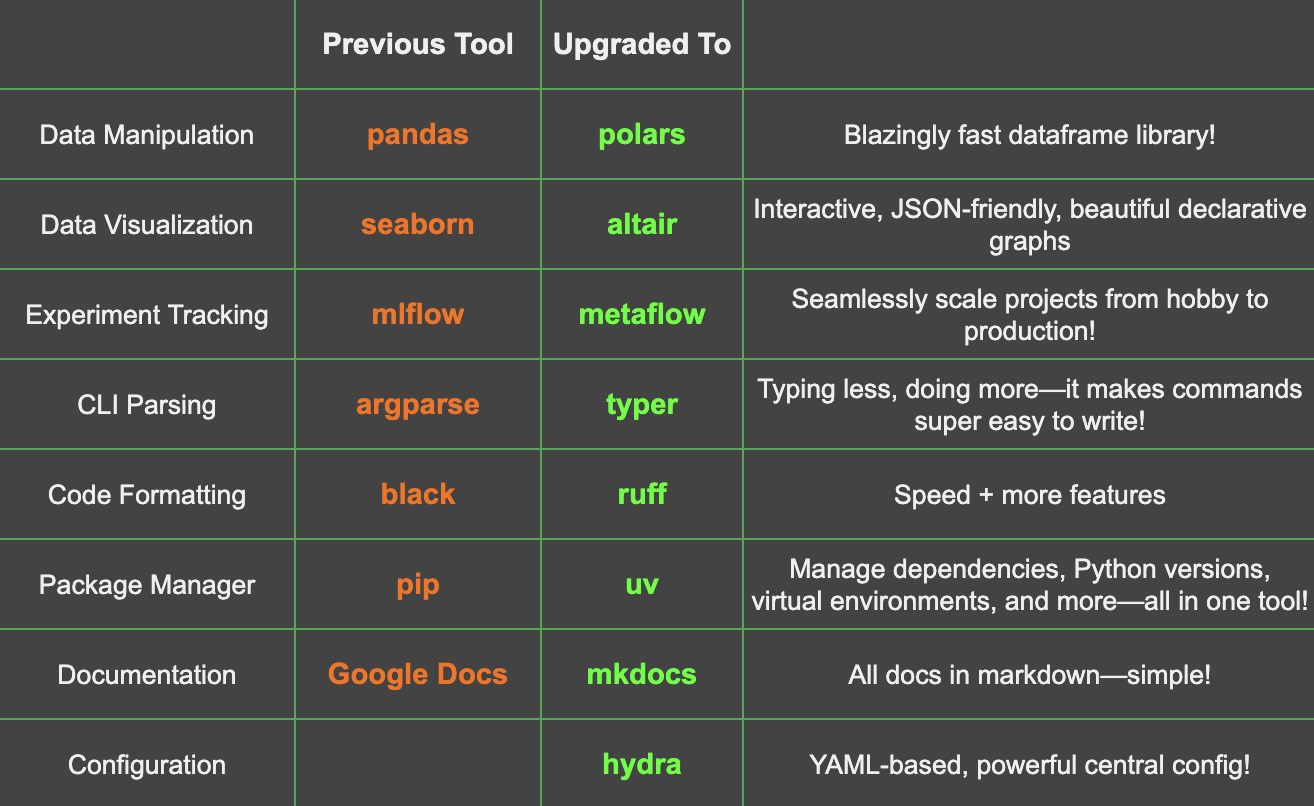 Previous Tool Upgraded To
Data Manipulation pandas polars Blazingly fast dataframe library!
Data Visualization seaborn altair Interactive, JSON-friendly, beautiful declarative
graphs
Experiment Tracking mlflow metaflow Seamlessly scale projects from hobby to
production!
CLI Parsing argparse typer Typing less, doing more—it makes commands
super easy to write!
Code Formatting black ruff Speed + more features
Package Manager pip uv Manage dependencies, Python versions,
virtual environments, and more—all in one tool!
Documentation Google Docs mkdocs All docs in markdown—simple!
Configuration hydra YAML-based, powerful central config!